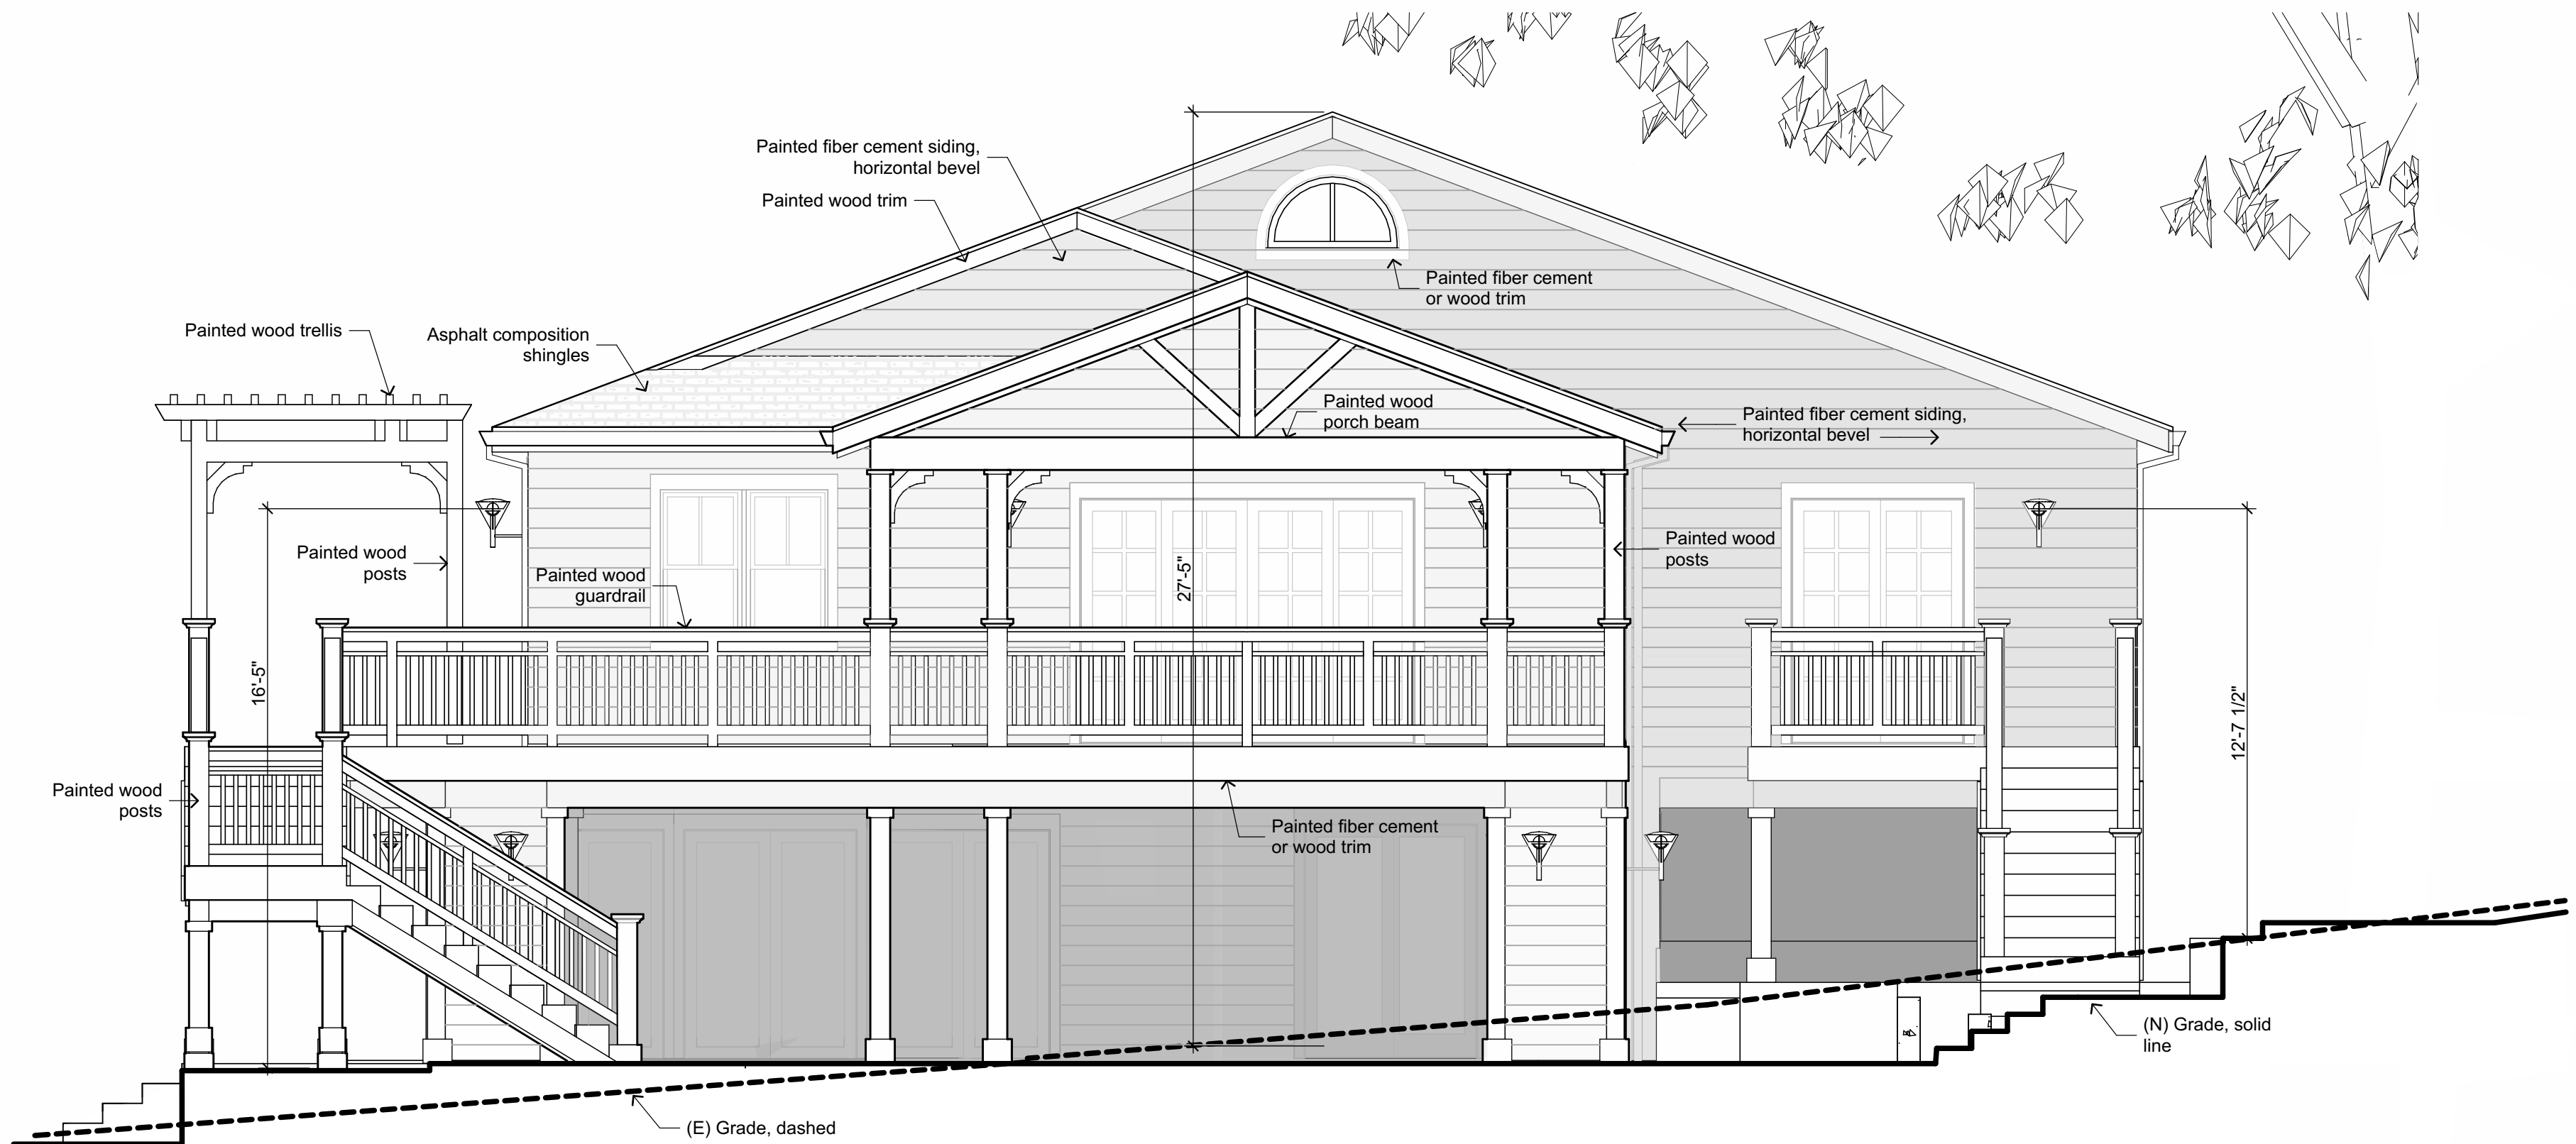 Painted fiber cement siding,
horizontal bevel
Painted wood trim
Painted fiber cement
or wood trim
Painted wood trellis
Asphalt composition
shingles
Painted wood
porch beam
Painted fiber cement siding,
horizontal bevel
Painted wood
posts
Painted wood
guardrail
27'-5"
Painted wood
posts
16'-5"
12'-7 1/2"
Painted wood
posts
Painted fiber cement
or wood trim
(N) Grade, solid
line
(E) Grade, dashed